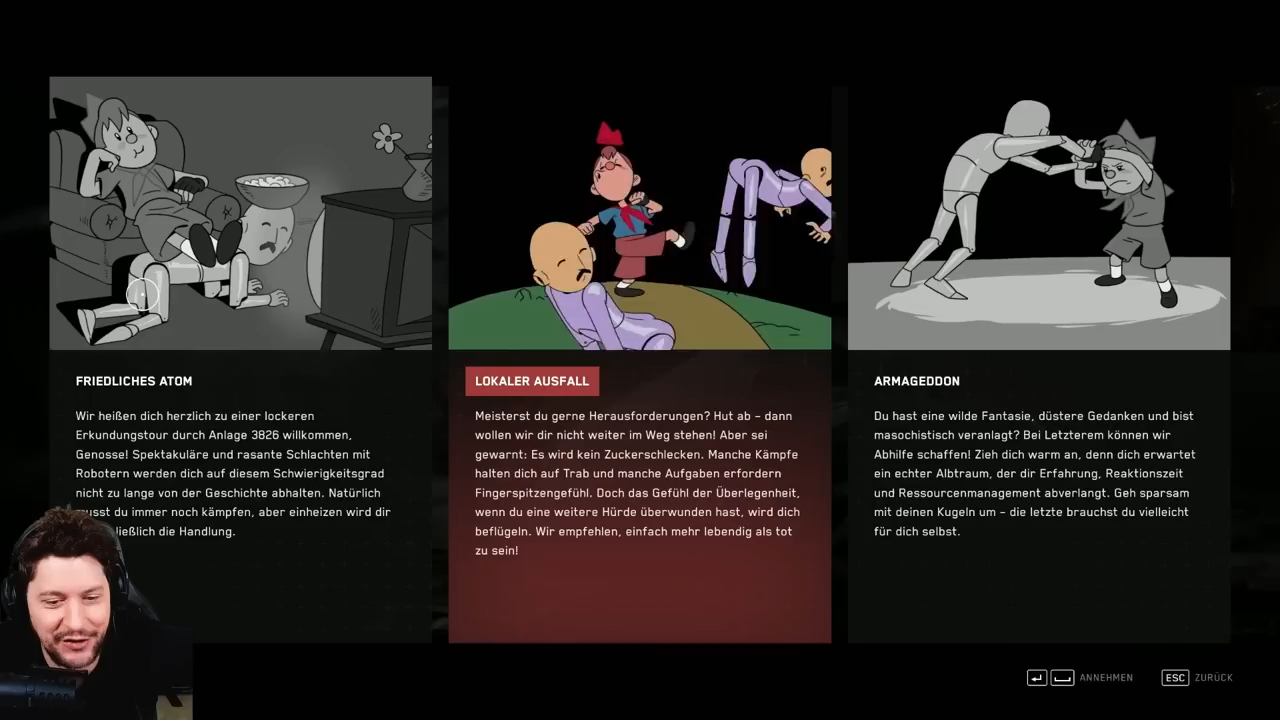 FRIEDLICHES ATOM
Wir heißen dich herzlich zu einer lockeren
Erkundungstour durch Anlage 3826 willkommen,
Genosse! Spektakuläre und rasante Schlachten mit
Robotern werden dich auf diesem Schwierigkeitsgrad
nicht zu lange von der Geschichte abhalten. Natürlich
du immer noch kämpfen, aber einheizen wird dir
die Handlung.
LOKALER AUSFALL
Meisterst du gerne Herausforderungen? Hut ab – dann
wollen wir dir nicht weiter im Weg stehen! Aber sei
gewarnt: Es wird kein Zuckerschlecken. Manche Kämpfe
halten dich auf Trab und manche Aufgaben erfordern
Fingerspitzengefühl. Doch das Gefühl der Überlegenheit,
wenn du eine weitere Hürde überwunden hast, wird dich
beflügeln. Wir empfehlen, einfach mehr lebendig als tot
zu sein!
ARMAGEDDON
Du hast eine wilde Fantasie, düstere Gedanken und bist
masochistisch veranlagt? Bei Letzterem können wir
Abhilfe schaffen! Zieh dich warm an, denn dich erwartet
ein echter Albtraum, der dir Erfahrung, Reaktionszeit
und Ressourcenmanagement abverlangt. Geh sparsam
mit deinen Kugeln um – die letzte brauchst du vielleicht
für dich selbst.
ANNEHMEN
ESC ZURÜCK